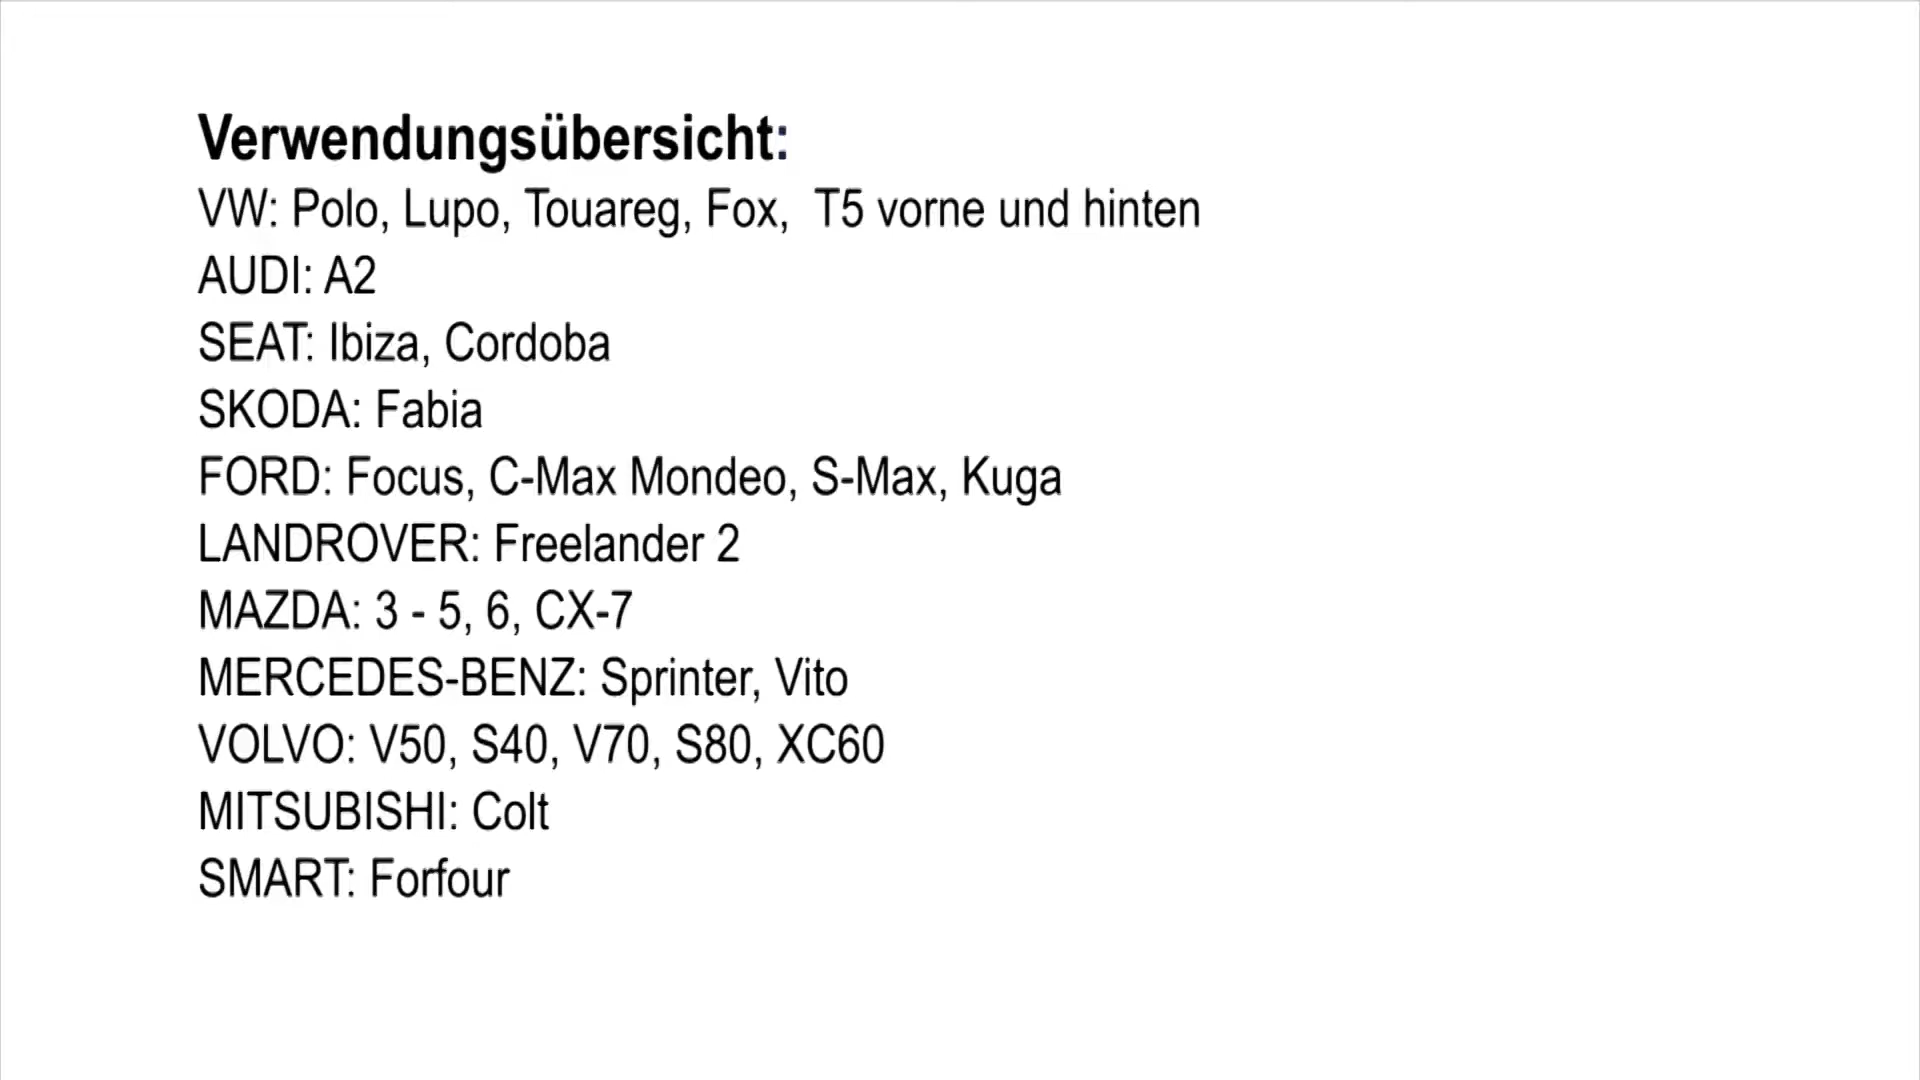 Verwendungsübersicht:
VW: Polo, Lupo, Touareg, Fox,  T5 vorne und hinten
AUDI: A2
SEAT: Ibiza, Cordoba
SKODA: Fabia
FORD: Focus, C-Max Mondeo, S-Max, Kuga
LANDROVER: Freelander 2
MAZDA: 3 - 5, 6, CX-7
MERCEDES-BENZ: Sprinter, Vito
VOLVO: V50, S40, V70, S80, XC60
MITSUBISHI: Colt
SMART: Forfour